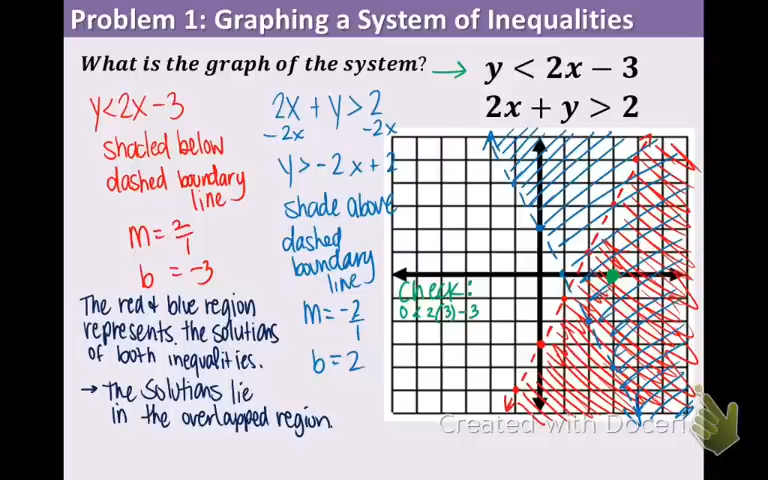 Problem 1: Graphing a System of Inequalities
What is the graph of the system? → y < 2x − 3
2x + y > 2
y<2x-3
shaded below
dashed boundary
line
m = 2/1
b = -3
The red & blue region
represents the solutions
of both inequalities.
→ The solutions lie
in the overlapped region.
2x + y > 2
-2x -2x
y > -2x + 2
shade above
dashed
boundary
line
m = -2/1
b = 2
Check:
0 < 2(3) - 3
Created with Doceri